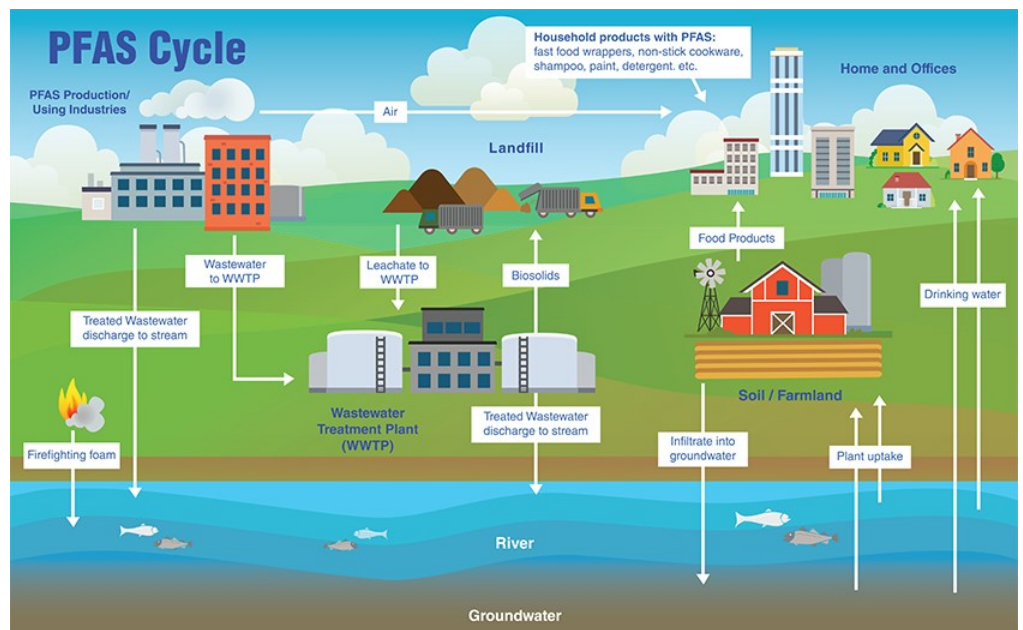 PFAS Cycle
Household products with PFAS:
fast food wrappers, non-stick cookware,
shampoo, paint, detergent. etc.
Home and Offices
PFAS Production/
Using Industries
Air
Landfill
Wastewater
to WWTP
Leachate to
WWTP
Biosolids
Food Products
Drinking water
Treated Wastewater
discharge to stream
Soil / Farmland
Wastewater
Treatment Plant
(WWTP)
Treated Wastewater
discharge to stream
Infiltrate into
groundwater
Plant uptake
Firefighting foam
River
Groundwater